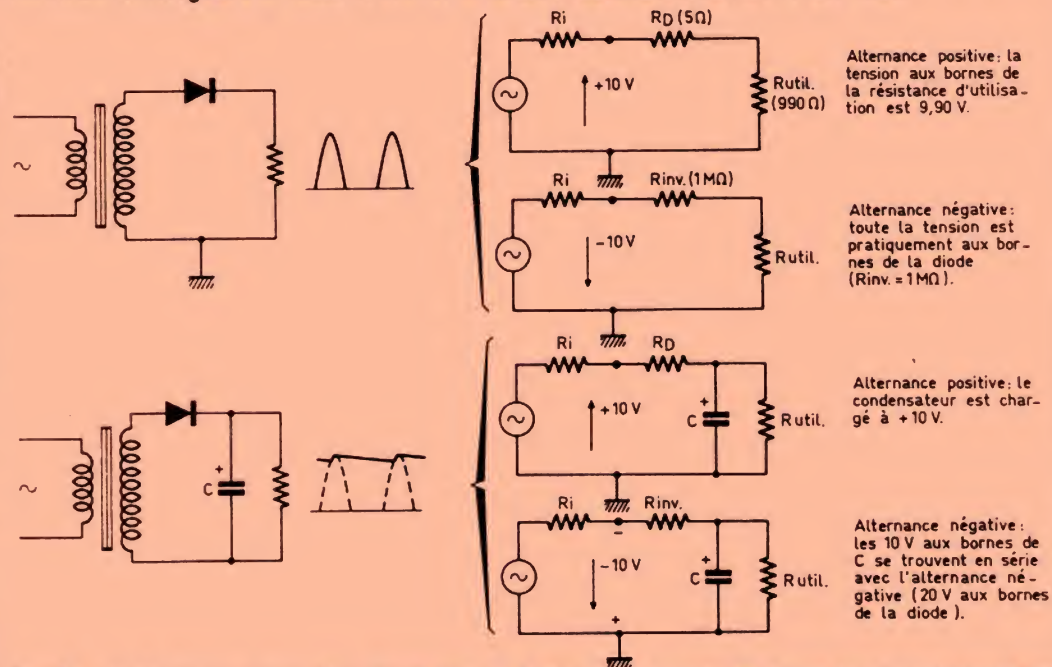 Ri
RD (5Ω)
+10 V
Rutil.
(990 Ω)
Alternance positive: la
tension aux bornes de
la résistance d'utilisa-
tion est 9,90 V.
Ri
Rinv. (1 MΩ)
−10 V
Rutil.
Alternance négative:
toute la tension est
pratiquement aux bor-
nes de la diode
(Rinv. = 1 MΩ).
+
C
Ri
RD
+10 V
+
C
Rutil.
Alternance positive: le
condensateur est char-
gé à +10 V.
Ri
Rinv.
−
−10 V
+
+
C
Rutil.
Alternance négative:
les 10 V aux bornes de
C se trouvent en série
avec l'alternance né-
gative (20 V aux bornes
de la diode).